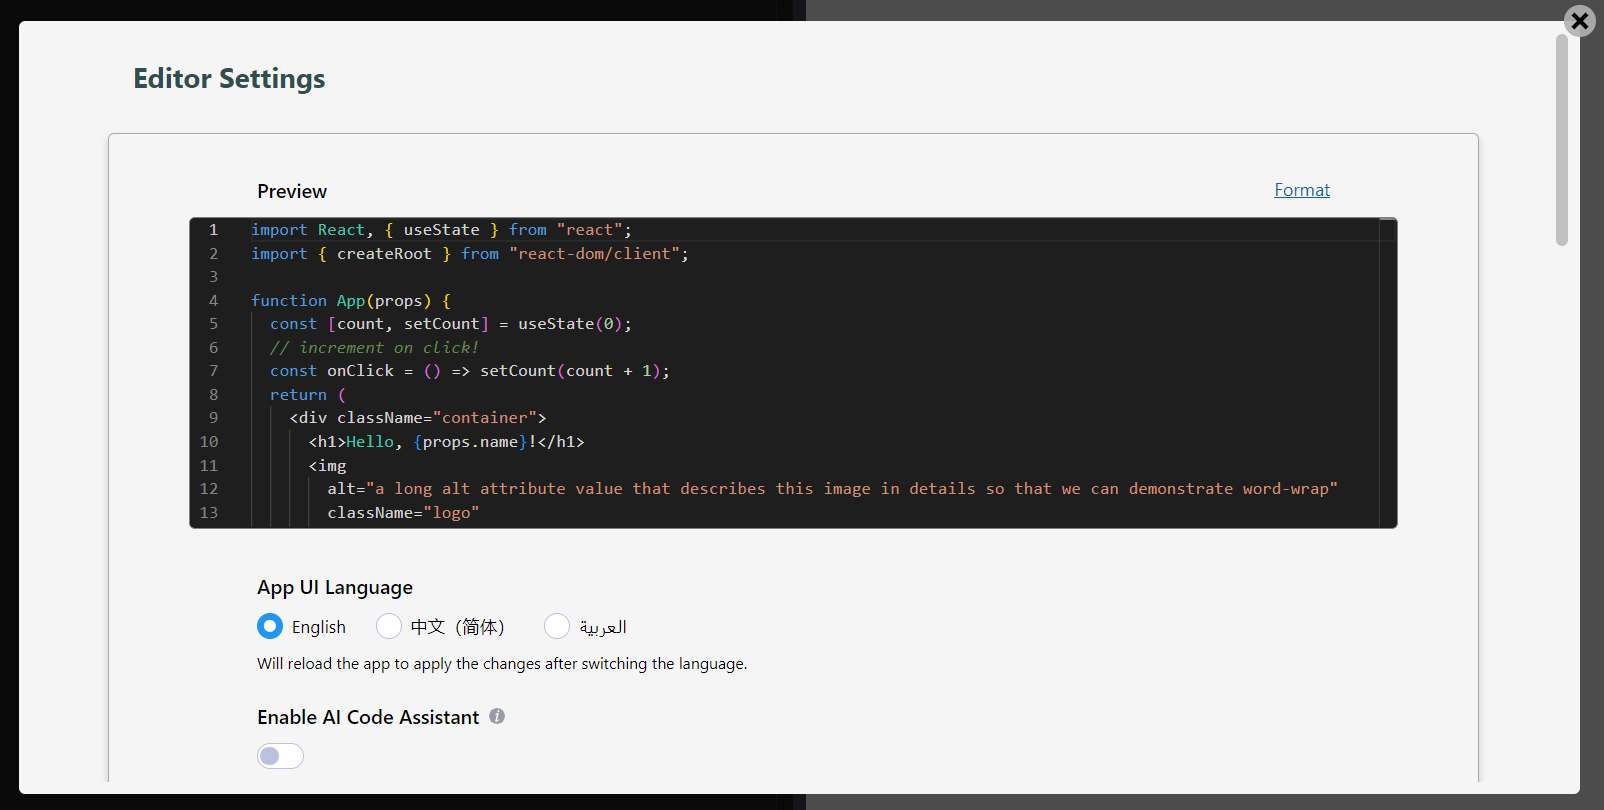 Editor Settings
Preview
Format
1 import React, { useState } from "react";
2 import { createRoot } from "react-dom/client";
3
4 function App(props) {
5   const [count, setCount] = useState(0);
6   // increment on click!
7   const onClick = () => setCount(count + 1);
8   return (
9     <div className="container">
10       <h1>Hello, {props.name}!</h1>
11       <img
12         alt="a long alt attribute value that describes this image in details so that we can demonstrate word-wrap"
13         className="logo"
App UI Language
English 中文（简体） العربية
Will reload the app to apply the changes after switching the language.
Enable AI Code Assistant i